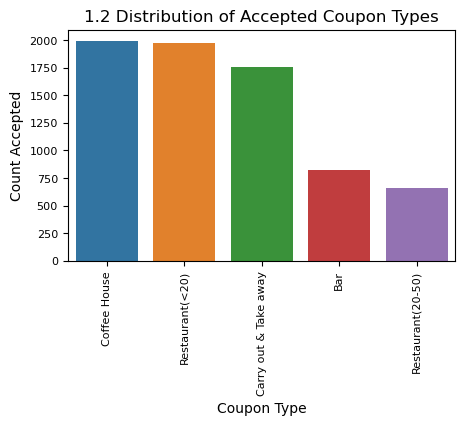 1.2 Distribution of Accepted Coupon Types
Count Accepted
2000
1750
1500
1250
1000
750
500
250
0
Coffee House
Restaurant(<20)
Carry out & Take away
Bar
Restaurant(20-50)
Coupon Type